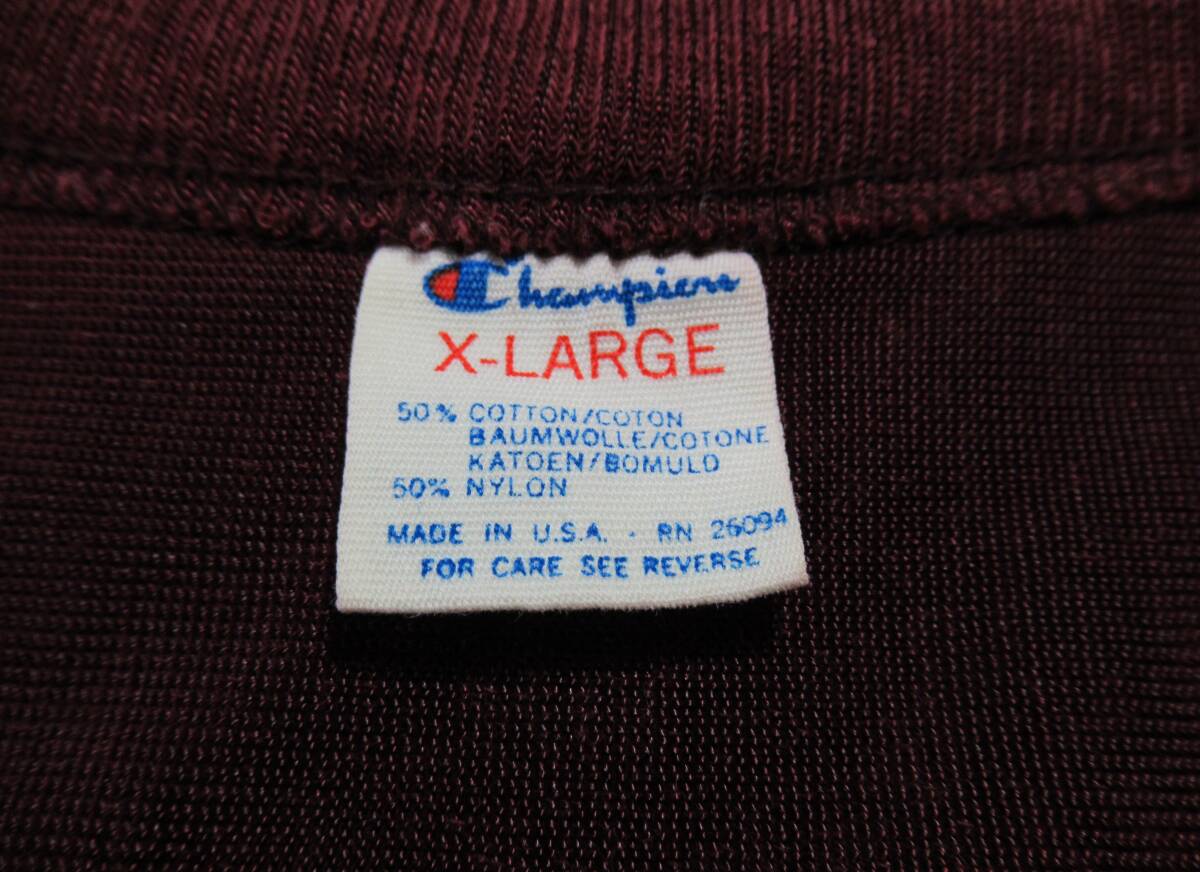 Champion
X-LARGE
50% COTTON/COTON
BAUMWOLLE/COTONE
KATOEN/BOMULD
50% NYLON
MADE IN U.S.A. - RN 26094
FOR CARE SEE REVERSE